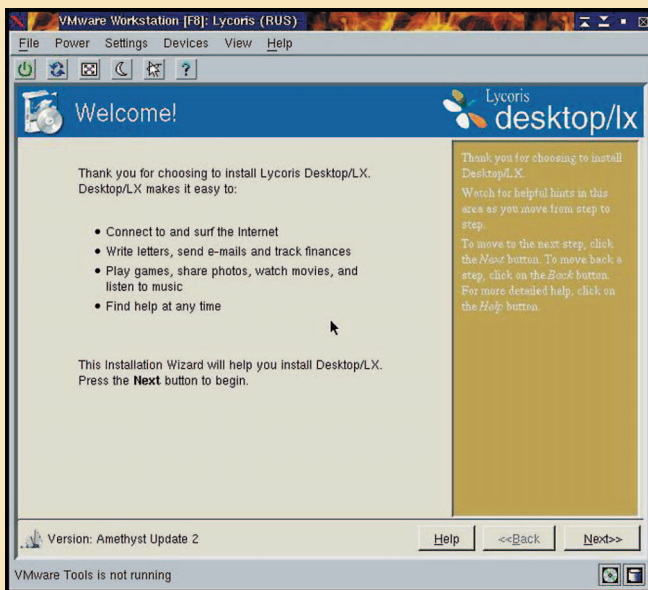 VMware Workstation [F8]: Lycoris (RUS)
File Power Settings Devices View Help
?
Welcome!
Lycoris
desktop/lx
Thank you for choosing to install Lycoris Desktop/LX.
Desktop/LX makes it easy to:
• Connect to and surf the Internet
• Write letters, send e-mails and track finances
• Play games, share photos, watch movies, and
listen to music
• Find help at any time
This Installation Wizard will help you install Desktop/LX.
Press the Next button to begin.
Thank you for choosing to install
Desktop/LX.
Watch for helpful hints in this
area as you move from step to
step.
To move to the next step, click
the Next button. To move back a
step, click on the Back button.
For more detailed help, click on
the Help button.
Version: Amethyst Update 2
Help <<Back Next>>
VMware Tools is not running